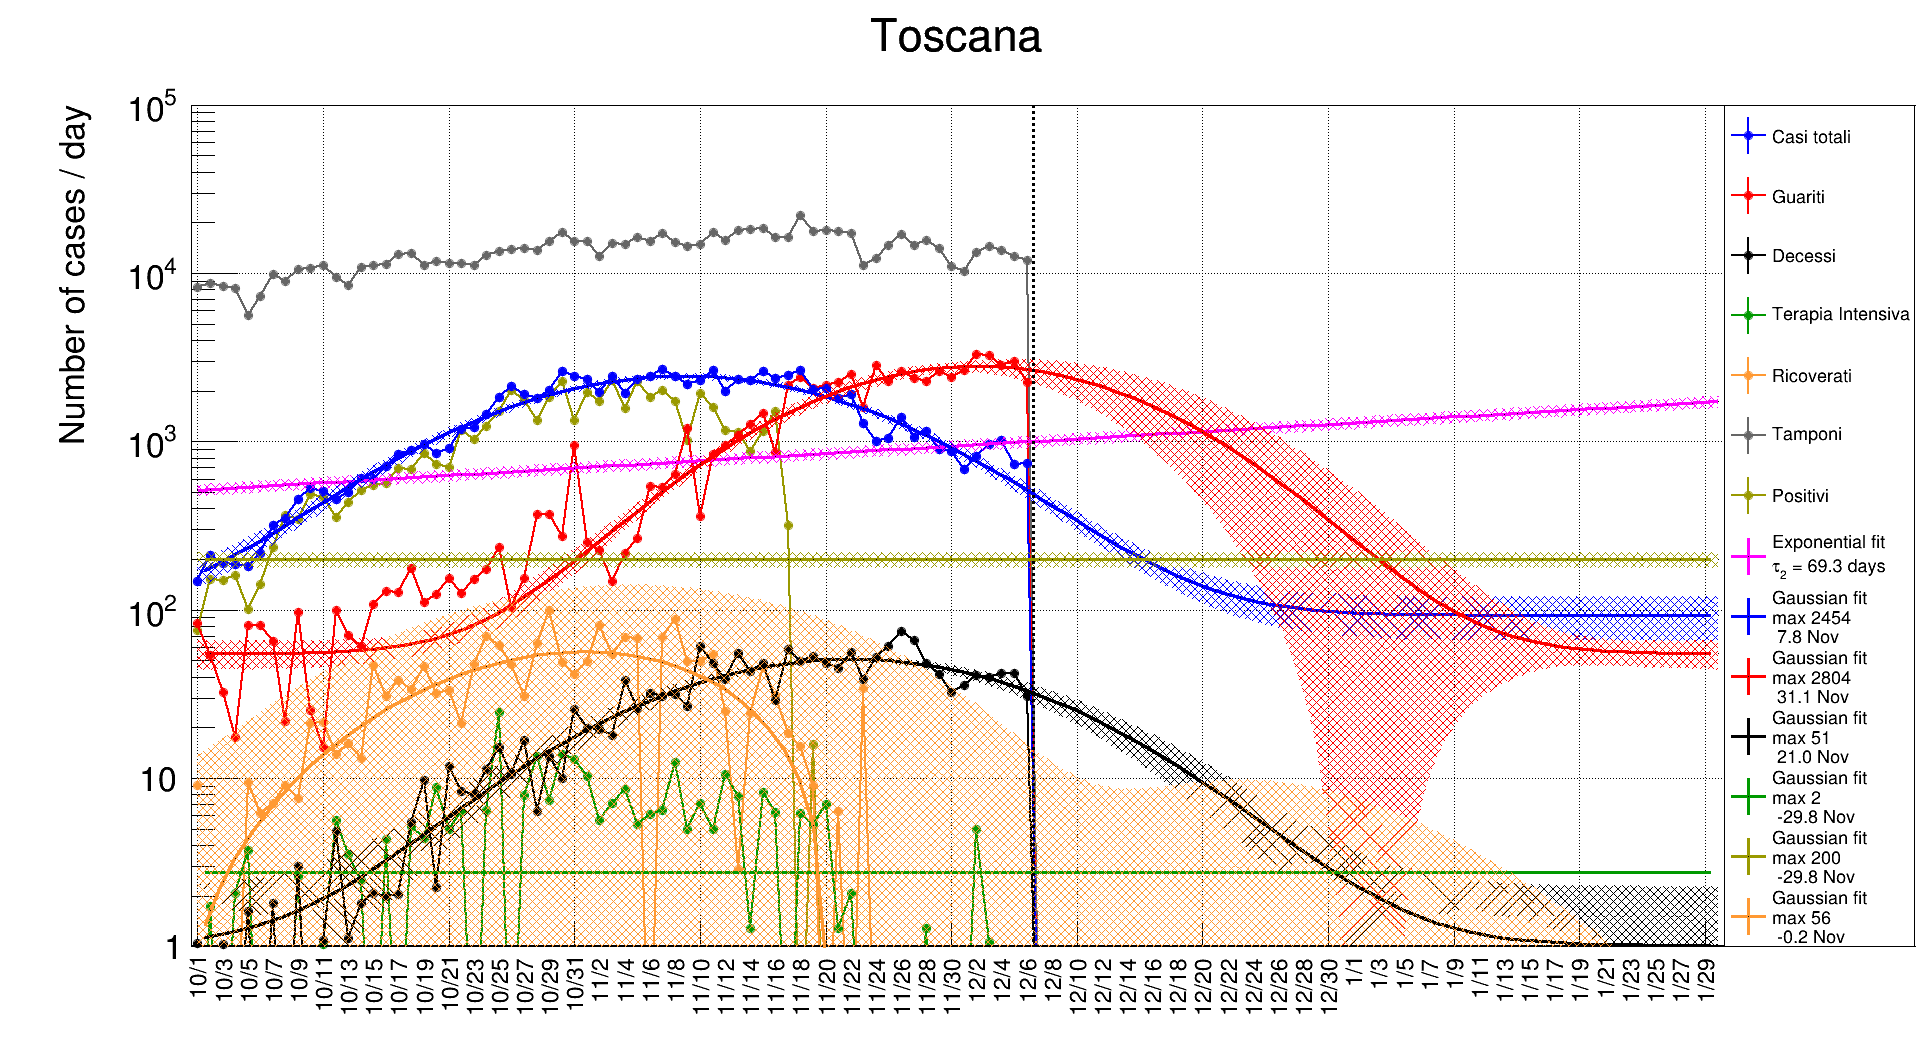 Toscana
Number of cases / day
10^5
10^4
10^3
10^2
10
1
10/1
10/3
10/5
10/7
10/9
10/11
10/13
10/15
10/17
10/19
10/21
10/23
10/25
10/27
10/29
10/31
11/2
11/4
11/6
11/8
11/10
11/12
11/14
11/16
11/18
11/20
11/22
11/24
11/26
11/28
11/30
12/2
12/4
12/6
12/8
12/10
12/12
12/14
12/16
12/18
12/20
12/22
12/24
12/26
12/28
12/30
1/1
1/3
1/5
1/7
1/9
1/11
1/13
1/15
1/17
1/19
1/21
1/23
1/25
1/27
1/29
Casi totali
Guariti
Decessi
Terapia Intensiva
Ricoverati
Tamponi
Positivi
Exponential fit
τ2 = 69.3 days
Gaussian fit
max 2454
7.8 Nov
Gaussian fit
max 2804
31.1 Nov
Gaussian fit
max 51
21.0 Nov
Gaussian fit
max 2
-29.8 Nov
Gaussian fit
max 200
-29.8 Nov
Gaussian fit
max 56
-0.2 Nov